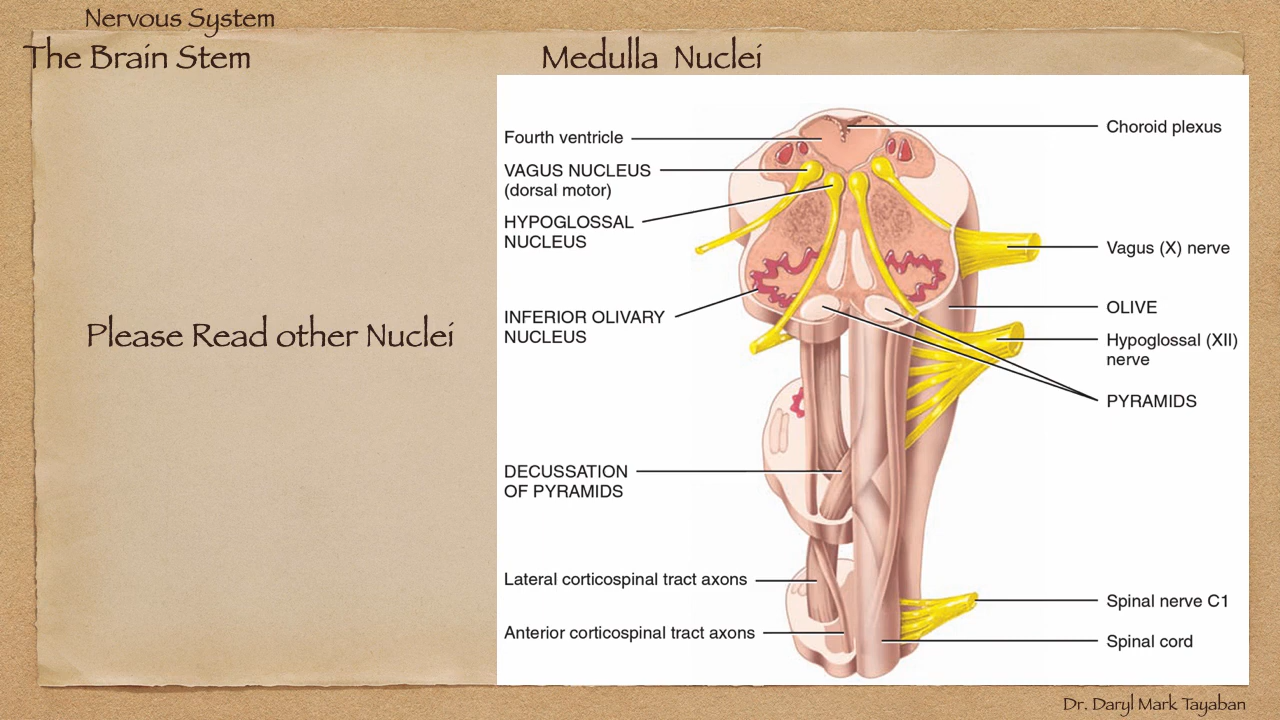 Nervous System
The Brain Stem
Medulla Nuclei
Please Read other Nuclei
Fourth ventricle
VAGUS NUCLEUS
(dorsal motor)
HYPOGLOSSAL
NUCLEUS
INFERIOR OLIVARY
NUCLEUS
DECUSSATION
OF PYRAMIDS
Lateral corticospinal tract axons
Anterior corticospinal tract axons
Choroid plexus
Vagus (X) nerve
OLIVE
Hypoglossal (XII)
nerve
PYRAMIDS
Spinal nerve C1
Spinal cord
Dr. Daryl Mark Tayaban